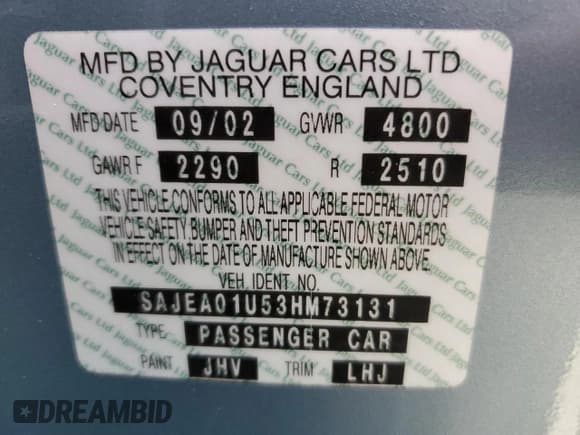 MFD BY JAGUAR CARS LTD
COVENTRY ENGLAND
MFD DATE 09/02 GVWR 4800
GAWR F 2290 R 2510
THIS VEHICLE CONFORMS TO ALL APPLICABLE FEDERAL MOTOR
VEHICLE SAFETY BUMPER AND THEFT PREVENTION STANDARDS
IN EFFECT ON THE DATE OF MANUFACTURE SHOWN ABOVE.
VEH. IDENT NO.
SAJEA01U53HM73131
TYPE PASSENGER CAR
PAINT JHV TRIM LHJ
DREAMBID